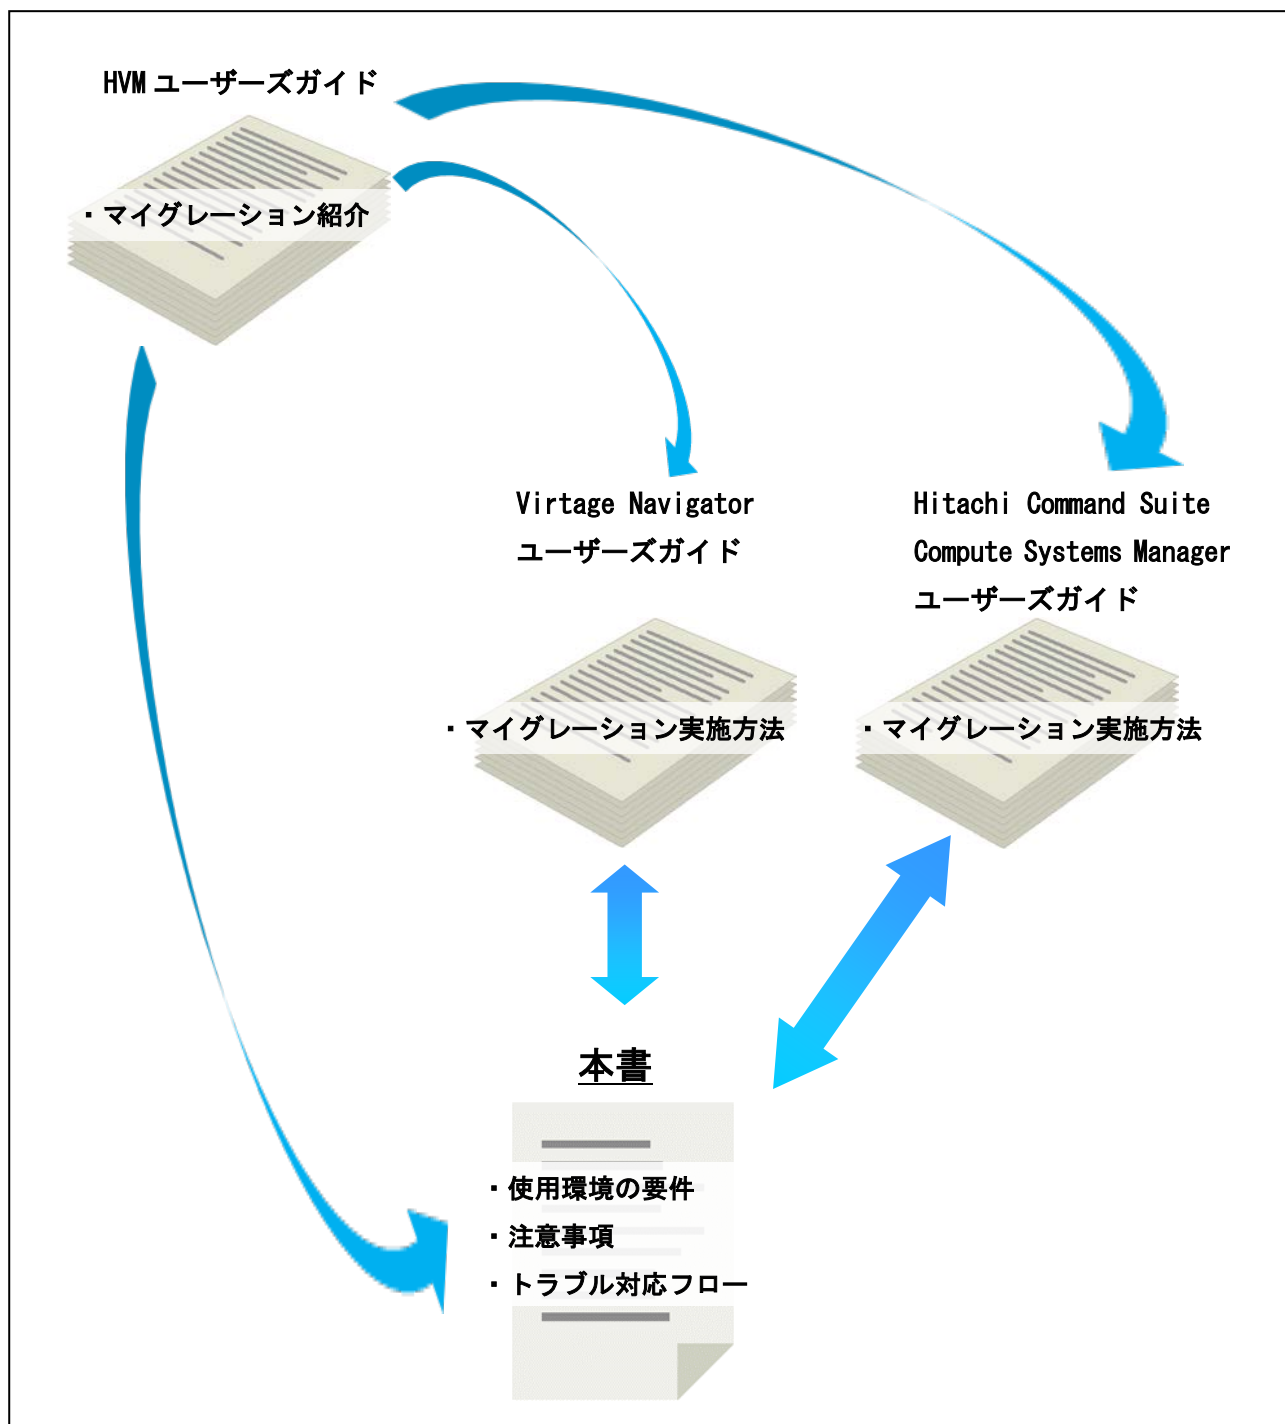 HVM ユーザーズガイド
・マイグレーション紹介
Virtage Navigator
ユーザーズガイド
Hitachi Command Suite
Compute Systems Manager
ユーザーズガイド
・マイグレーション実施方法
・マイグレーション実施方法
本書
・使用環境の要件
・注意事項
・トラブル対応フロー